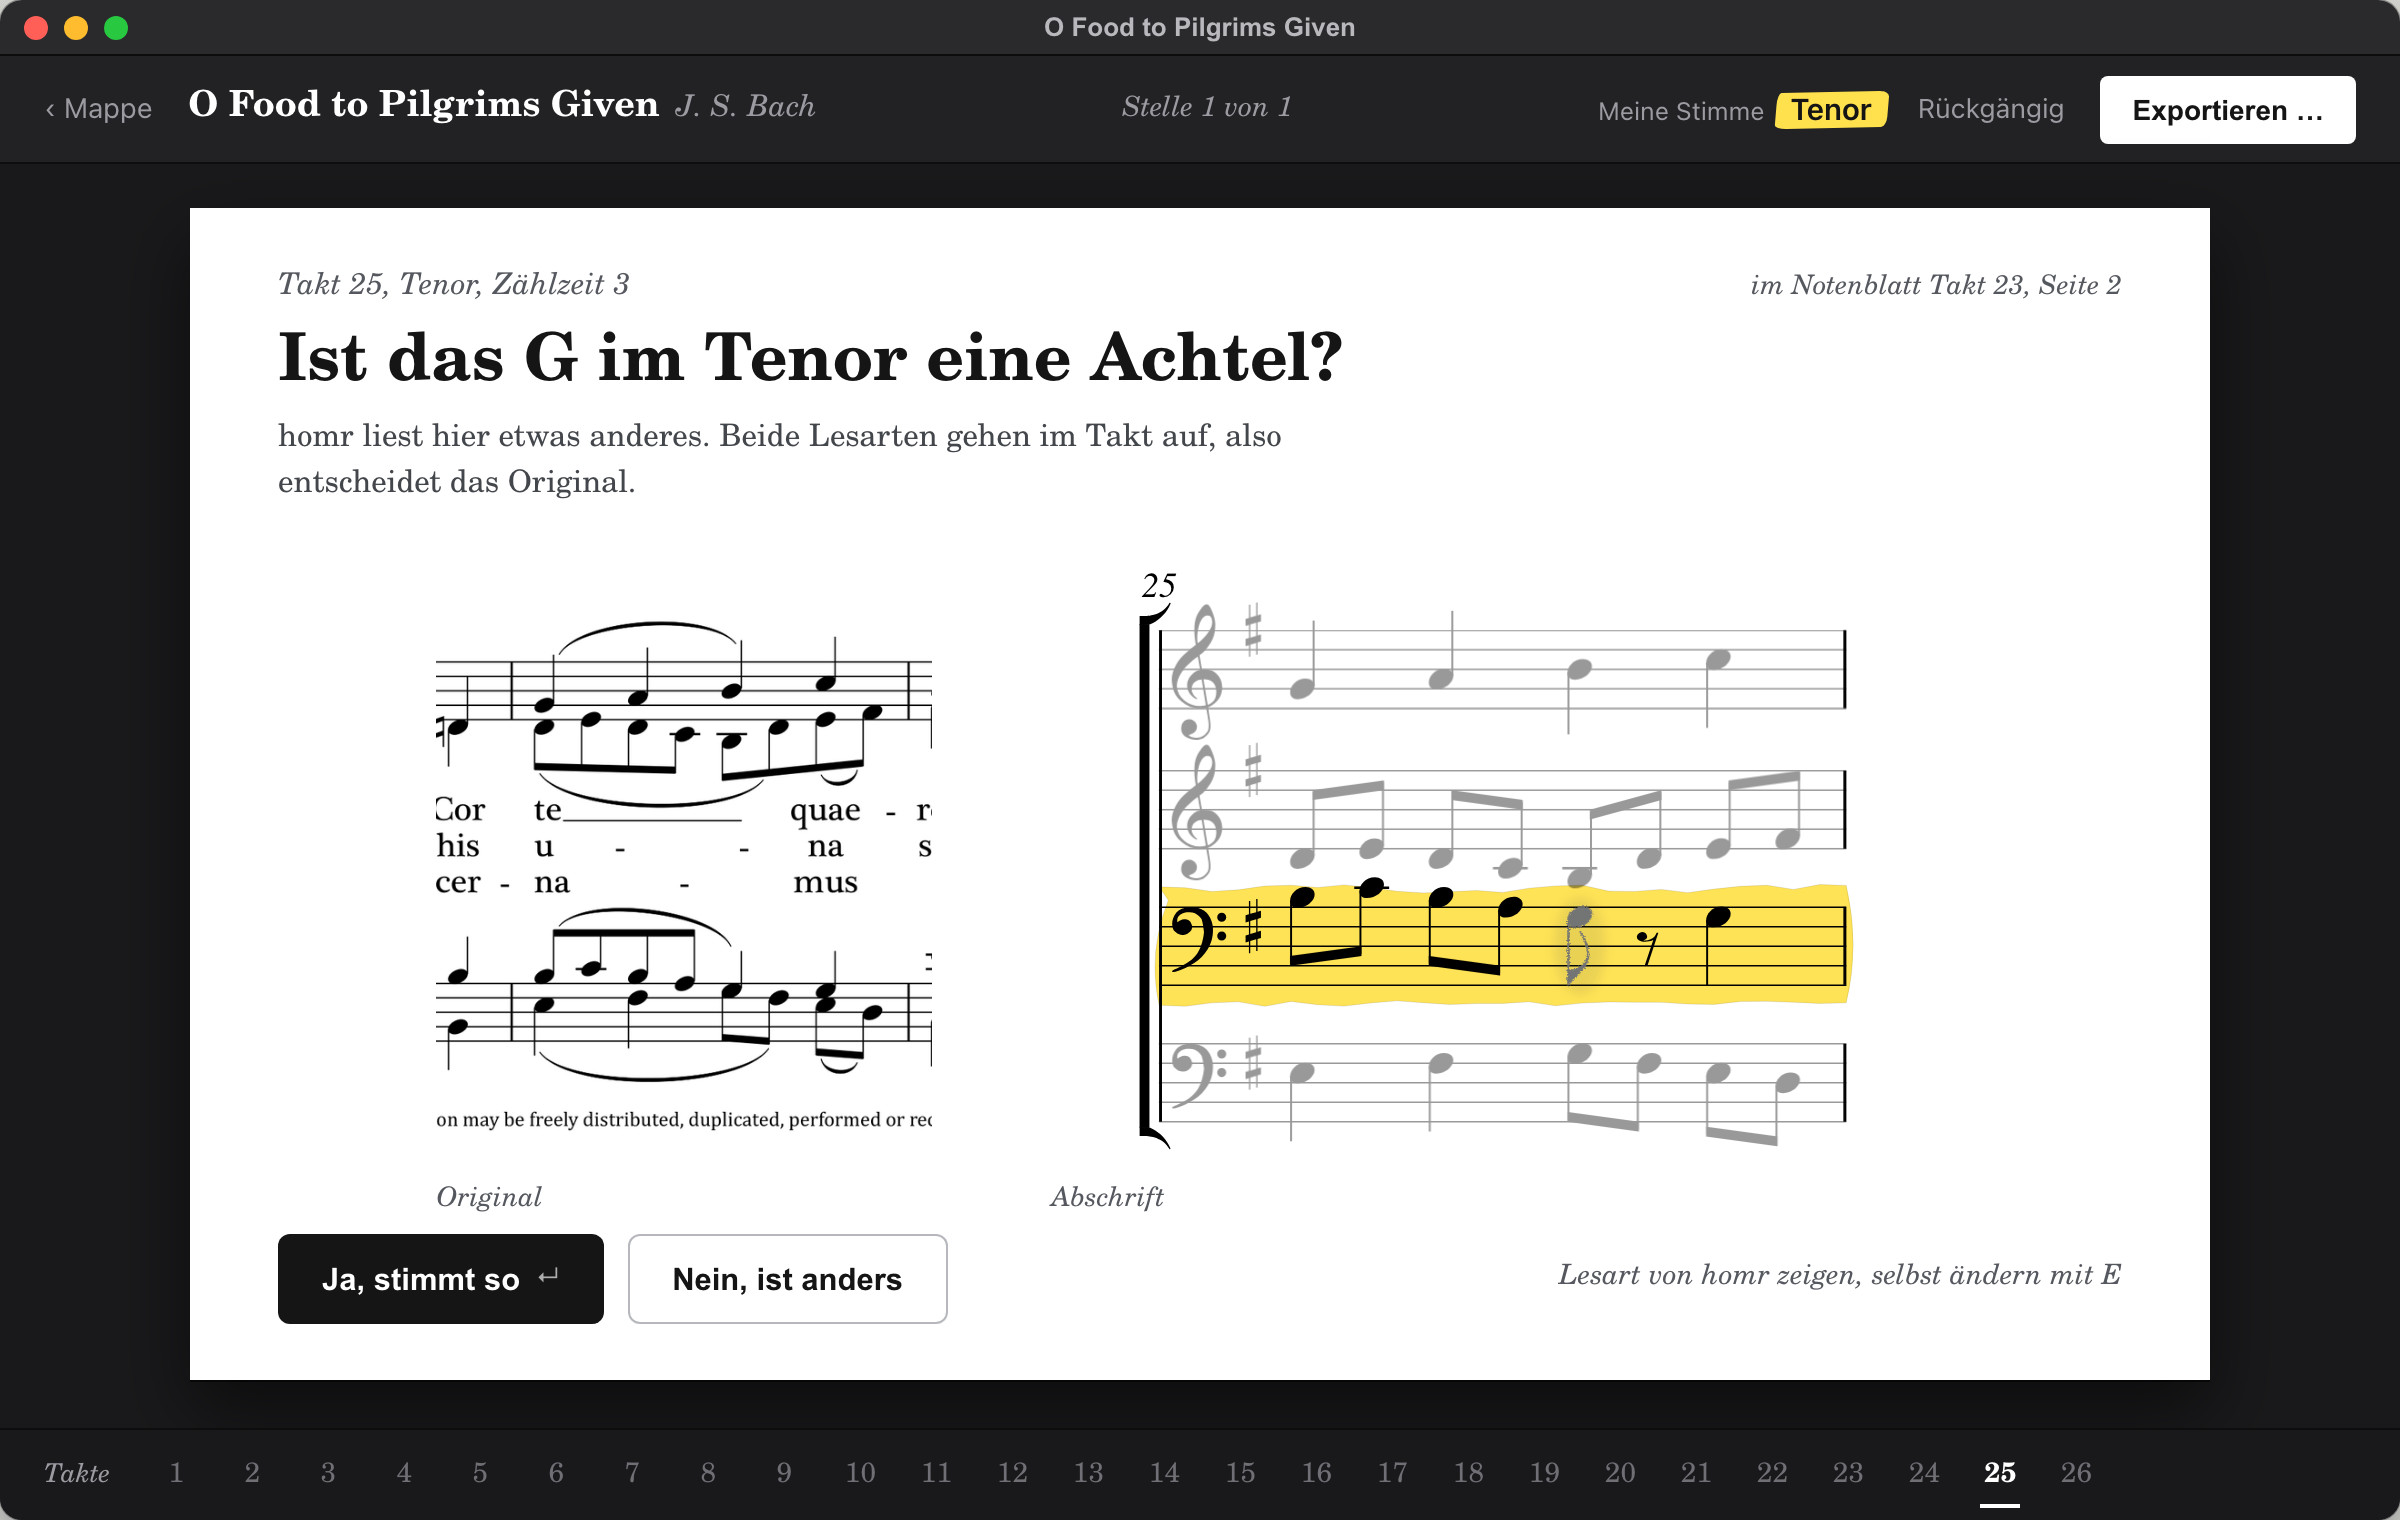 O Food to Pilgrims Given
‹ Mappe O Food to Pilgrims Given J. S. Bach Stelle 1 von 1 Meine Stimme Tenor Rückgängig Exportieren …
Takt 25, Tenor, Zählzeit 3 im Notenblatt Takt 23, Seite 2
Ist das G im Tenor eine Achtel?
homr liest hier etwas anderes. Beide Lesarten gehen im Takt auf, also
entscheidet das Original.
25
Cor te quae - r
his u - - na s
cer - na - mus
on may be freely distributed, duplicated, performed or rec
Original Abschrift
Ja, stimmt so ↵ Nein, ist anders Lesart von homr zeigen, selbst ändern mit E
Takte 1 2 3 4 5 6 7 8 9 10 11 12 13 14 15 16 17 18 19 20 21 22 23 24 25 26